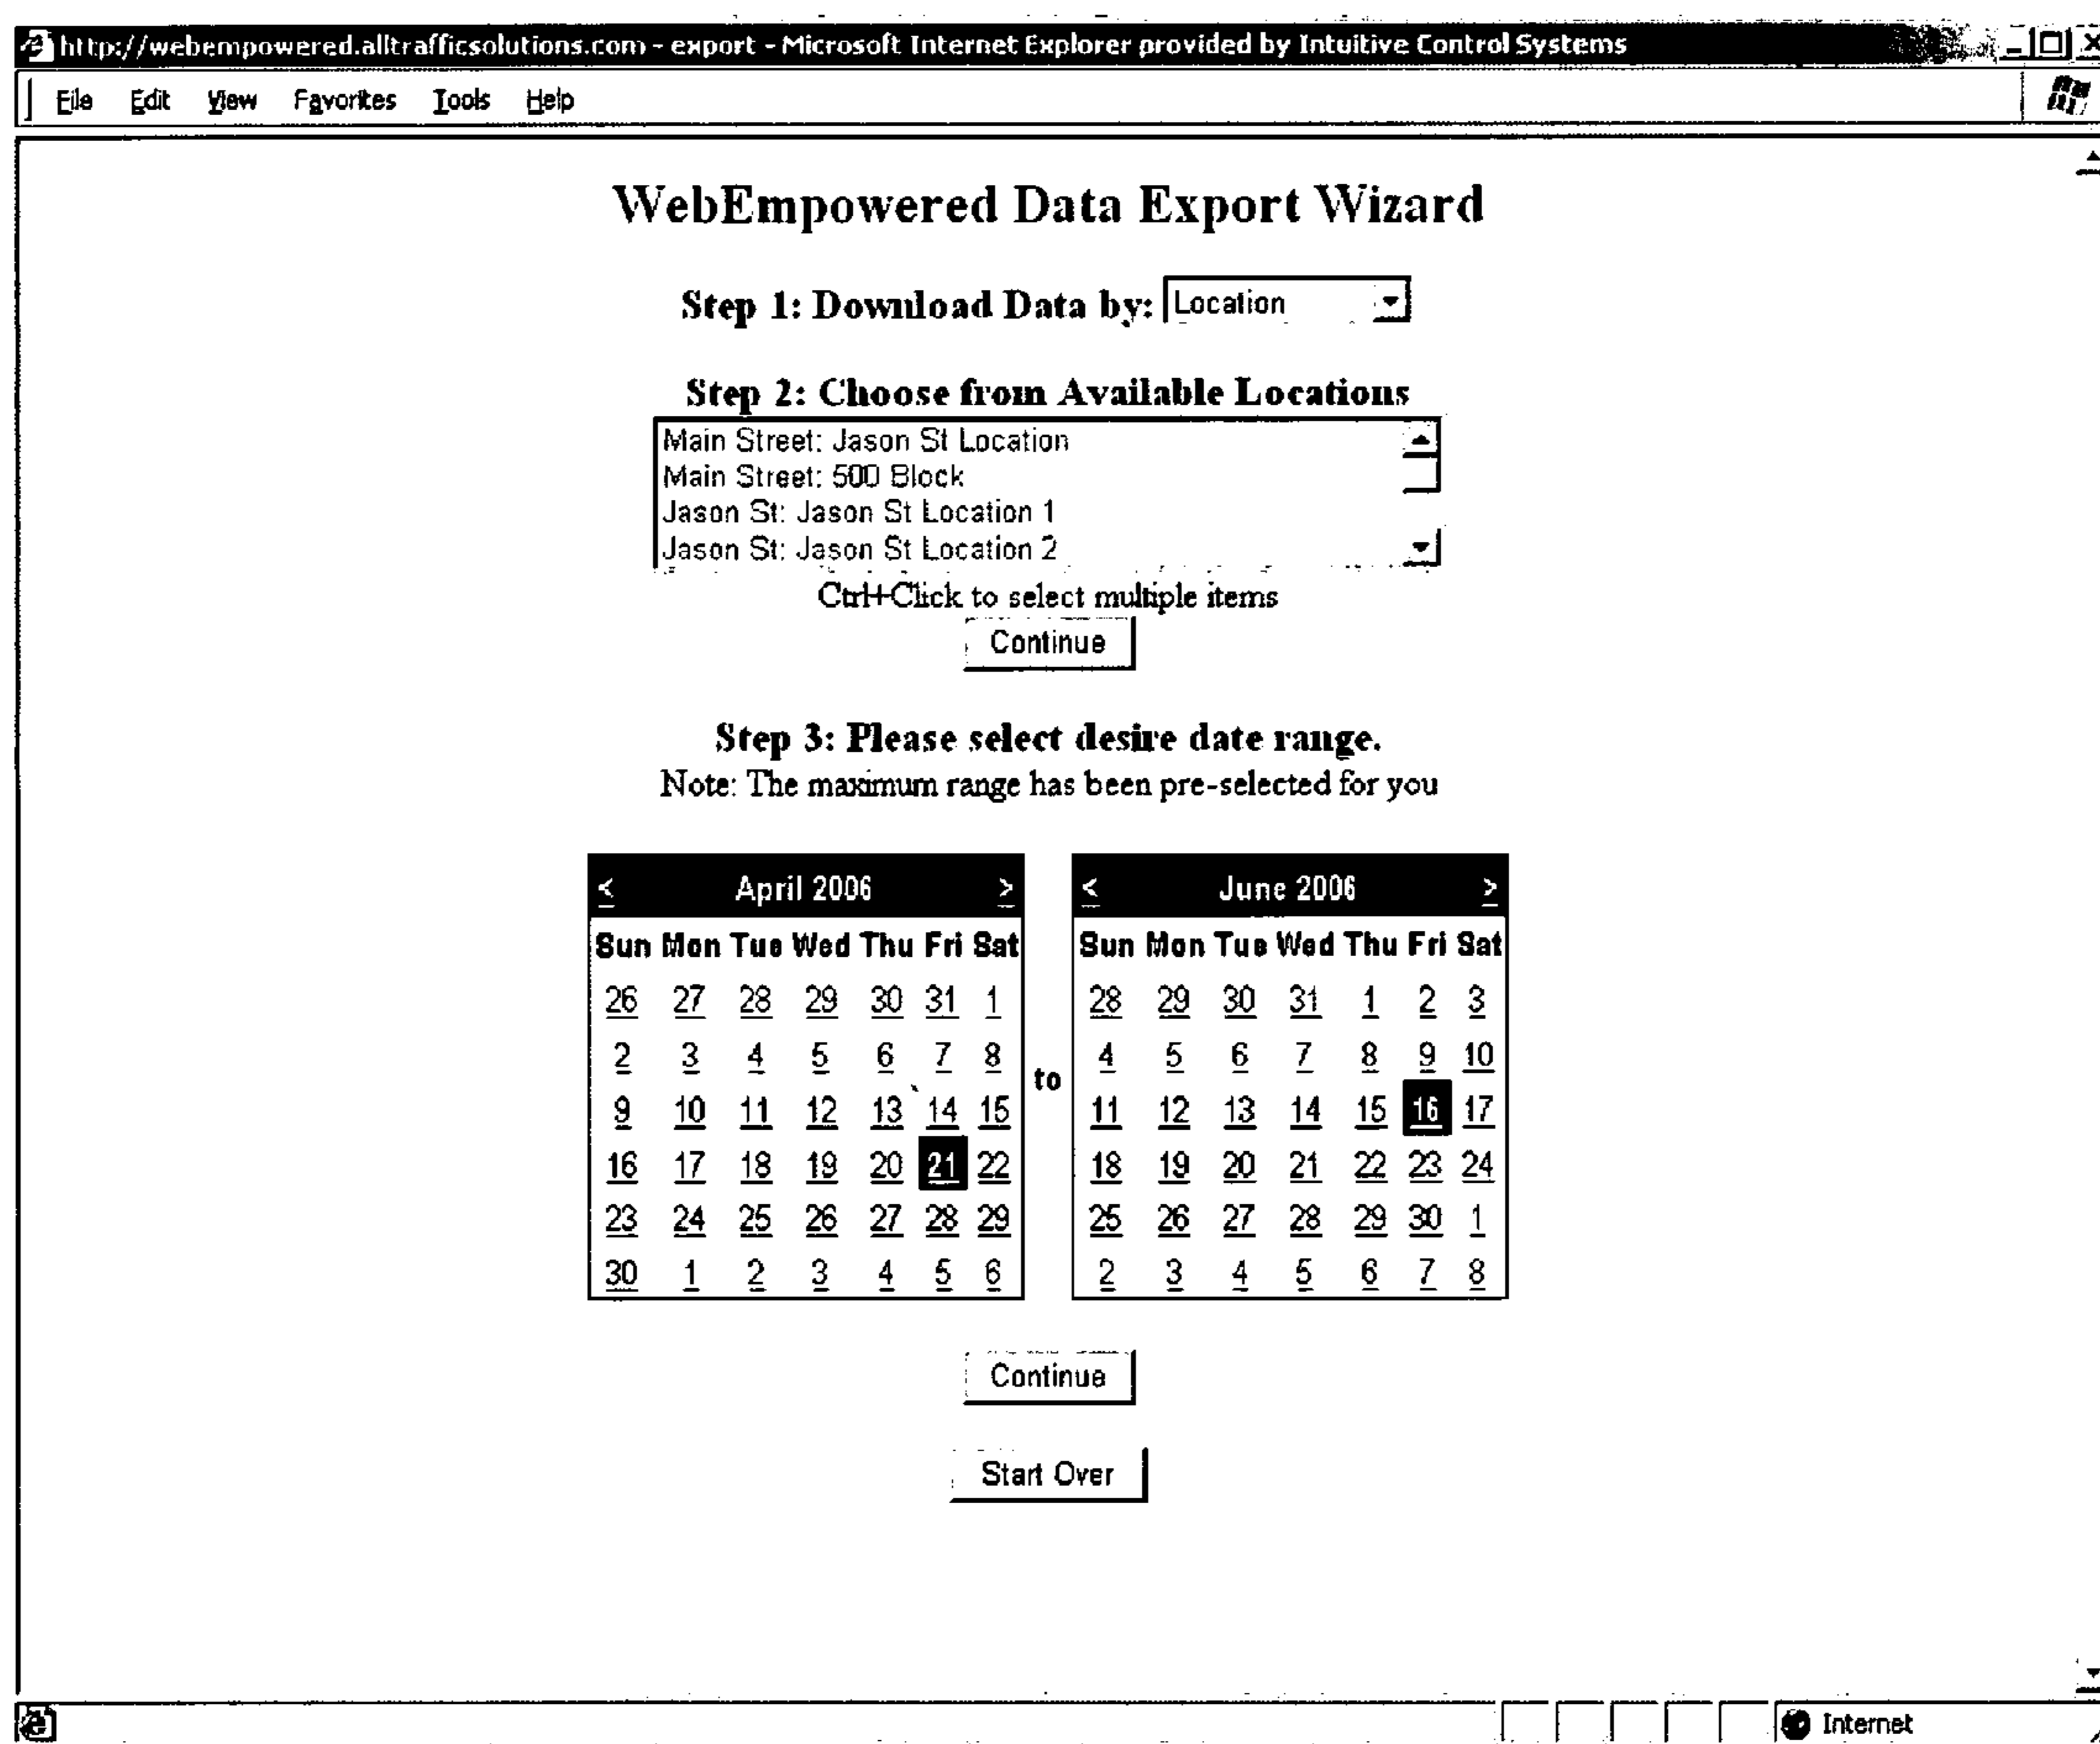 http://webempowered.alltrafficsolutions.com - export - Microsoft Internet Explorer provided by Intuitive Control Systems
File Edit View Favorites Tools Help
WebEmpowered Data Export Wizard
Step 1: Download Data by: Location
Step 2: Choose from Available Locations
Main Street: Jason St Location
Main Street: 500 Block
Jason St: Jason St Location 1
Jason St: Jason St Location 2
Ctrl+Click to select multiple items
Continue
Step 3: Please select desire date range.
Note: The maximum range has been pre-selected for you
< April 2006 >
Sun Mon Tue Wed Thu Fri Sat
26 27 28 29 30 31 1
2 3 4 5 6 7 8
9 10 11 12 13 14 15
16 17 18 19 20 21 22
23 24 25 26 27 28 29
30 1 2 3 4 5 6
to
< June 2006 >
Sun Mon Tue Wed Thu Fri Sat
28 29 30 31 1 2 3
4 5 6 7 8 9 10
11 12 13 14 15 16 17
18 19 20 21 22 23 24
25 26 27 28 29 30 1
2 3 4 5 6 7 8
Continue
Start Over
Internet